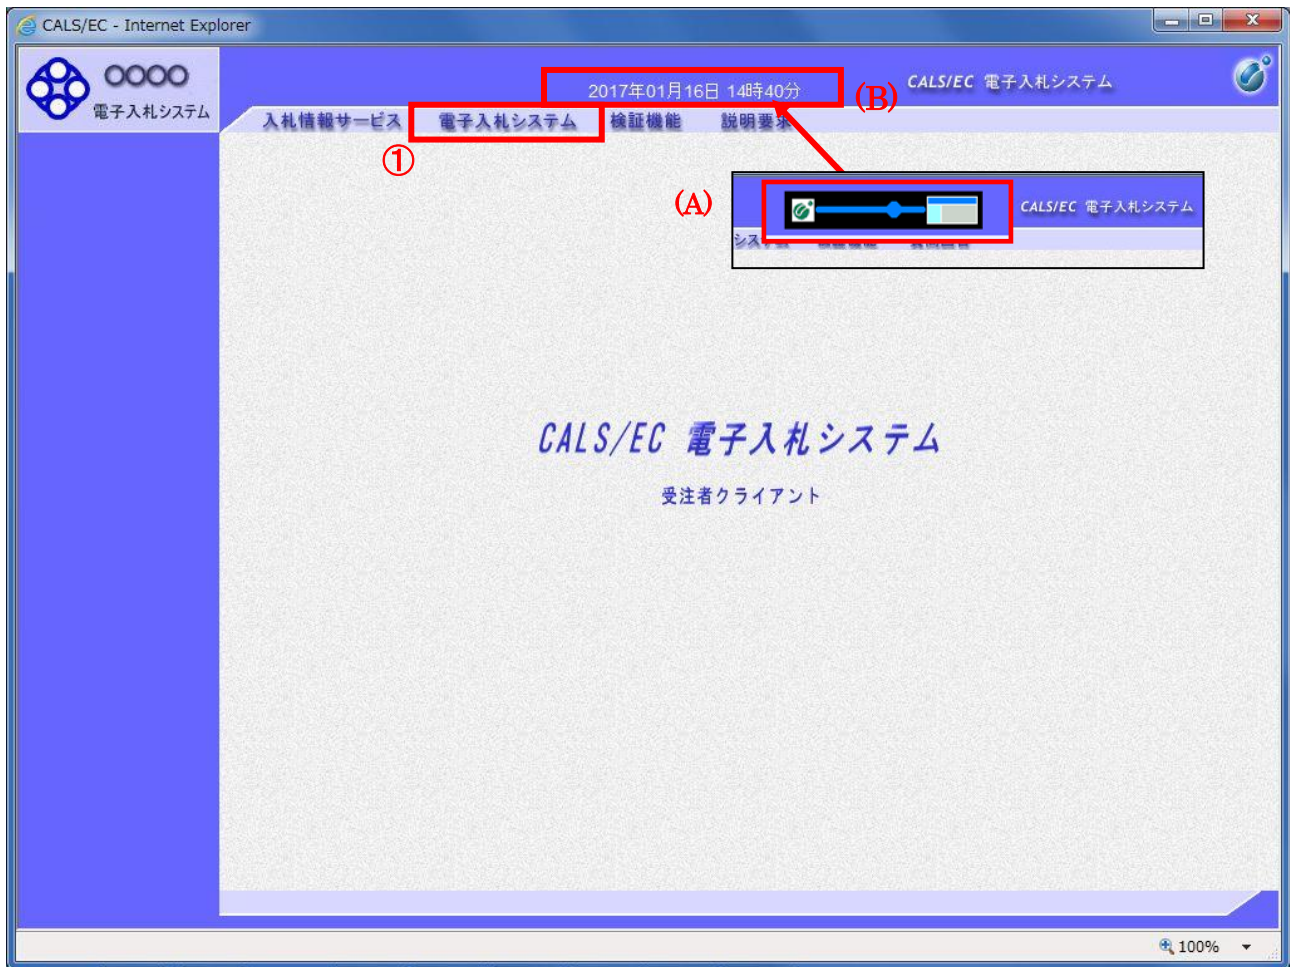 CALS/EC - Internet Explorer
〇〇〇〇
電子入札システム
2017年01月16日 14時40分
(B)
CALS/EC 電子入札システム
入札情報サービス 電子入札システム 検証機能 説明要求
①
(A)
CALS/EC 電子入札システム
CALS/EC 電子入札システム
受注者クライアント
100%